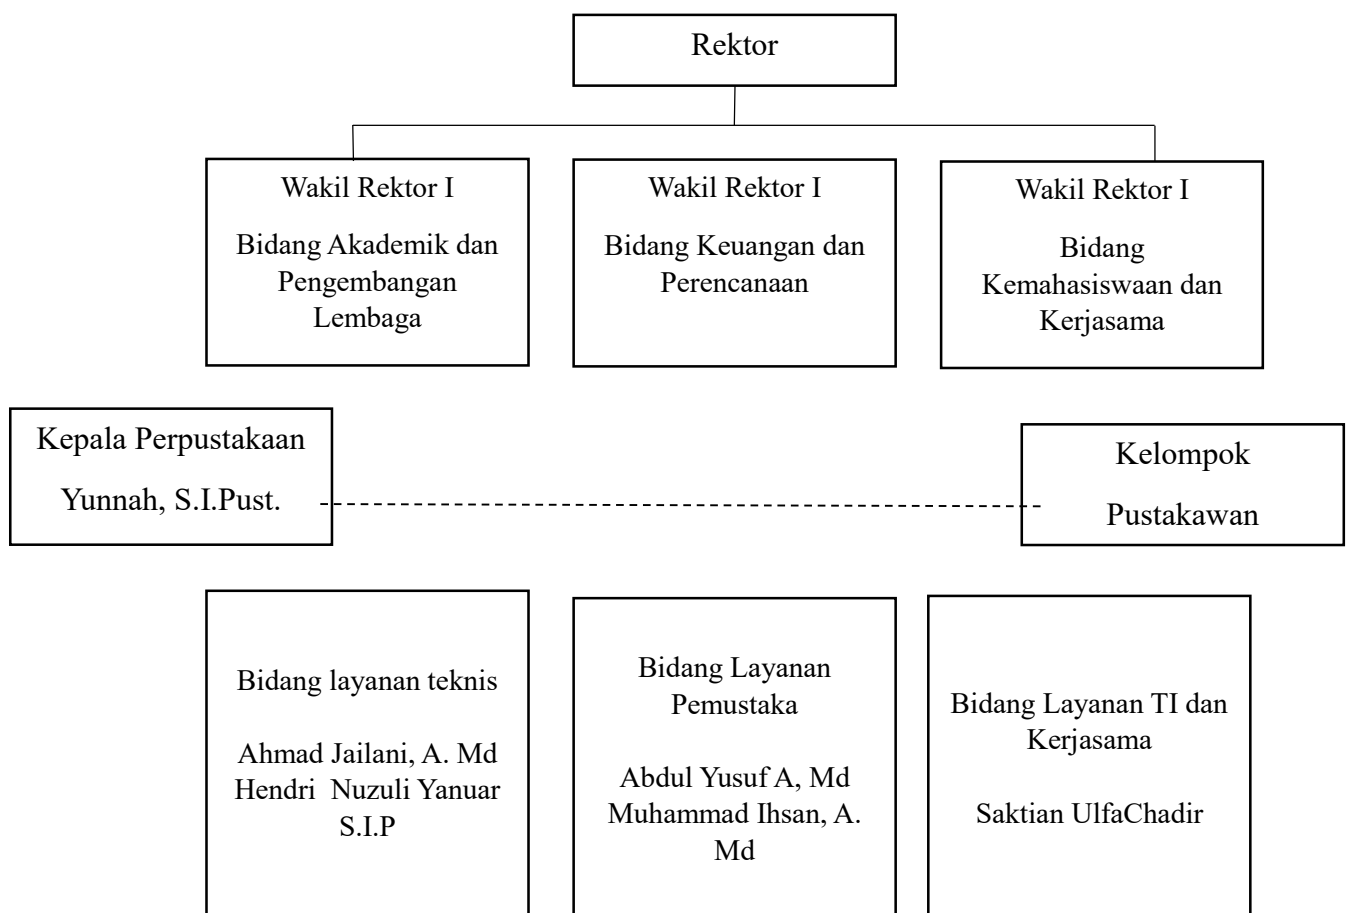 Rektor
Wakil Rektor I
Bidang Akademik dan
Pengembangan
Lembaga
Wakil Rektor I
Bidang Keuangan dan
Perencanaan
Wakil Rektor I
Bidang
Kemahasiswaan dan
Kerjasama
Kepala Perpustakaan
Yunnah, S.I.Pust.
Kelompok
Pustakawan
Bidang layanan teknis
Ahmad Jailani, A. Md
Hendri  Nuzuli Yanuar
S.I.P
Bidang Layanan
Pemustaka
Abdul Yusuf A, Md
Muhammad Ihsan, A.
Md
Bidang Layanan TI dan
Kerjasama
Saktian UlfaChadir